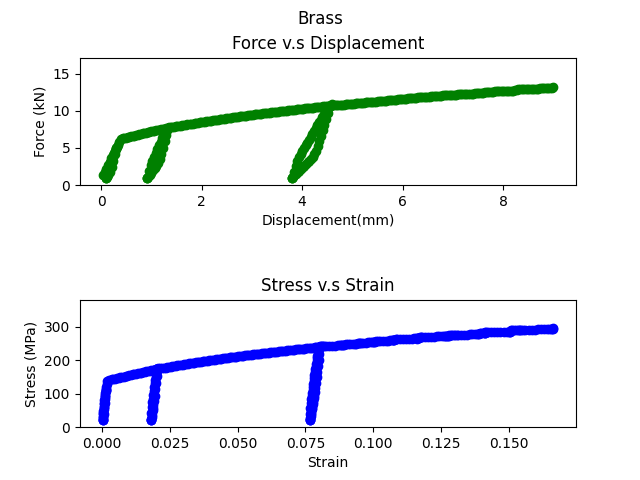 Brass
Force v.s Displacement
15
10
5
0
Force (kN)
0 2 4 6 8
Displacement(mm)
Stress v.s Strain
300
200
100
0
Stress (MPa)
0.000 0.025 0.050 0.075 0.100 0.125 0.150
Strain